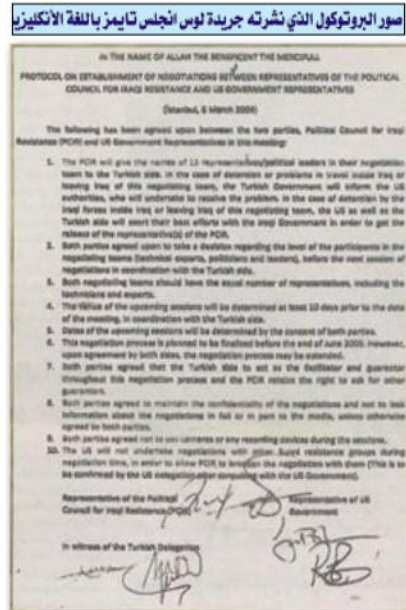 صور البروتوكول الذي نشرته جريدة لوس انجلس تايمز باللغة الأنكليزية
IN THE NAME OF ALLAH THE BENEFICENT THE MERCIFULL
PROTOCOL ON ESTABLISHMENT OF NEGOTIATIONS BETWEEN REPRESENTATIVES OF THE POLITICAL
COUNCIL FOR IRAQI RESISTANCE AND US GOVERNMENT REPRESENTATIVES
(Istanbul, 6 March 2009)
The following has been agreed upon between the two parties, Political Council for Iraqi
Resistance (PCIR) and US Government Representatives in this meeting:
1. The PCIR will give the names of 15 representatives/political leaders in their negotiation
team to the Turkish side. In the case of detention or problems in travel inside Iraq or
leaving Iraq of this negotiating team, the Turkish Government will inform the US
authorities, who will undertake to resolve the problem. In the case of detention by the
Iraqi forces inside Iraq or leaving Iraq of this negotiating team, the US as well as the
Turkish side will exert their best efforts with the Iraqi Government in order to get the
release of the representative(s) of the PCIR.
2. Both parties agreed upon to take a decision regarding the level of the participants in the
negotiating teams (technical experts, politicians and leaders), before the next session of
negotiations in coordination with the Turkish side.
3. Both negotiating teams should have the equal number of representatives, including the
technicians and experts.
4. The venue of the upcoming sessions will be determined at least 10 days prior to the date
of the meeting, in coordination with the Turkish side.
5. Dates of the upcoming sessions will be determined by the consent of both parties.
6. This negotiation process is planned to be finalized before the end of June 2009. However,
upon agreement by both sides, the negotiation process may be extended.
7. Both parties agreed that the Turkish side to act as the facilitator and guarantor
throughout this negotiation process and the PCIR retains the right to ask for other
guarantors.
8. Both parties agreed to maintain the confidentiality of the negotiations and not to leak
information about the negotiations in full or in part to the media, unless otherwise
agreed by both parties.
9. Both parties agreed not to use cameras or any recording devices during the sessions.
10. The US will not undertake negotiations with other Sunni resistance groups during
negotiation time, in order to allow PCIR to broaden the negotiation with them (This is to
be confirmed by the US delegation after consulting with the US Government).
Representative of the Political
Council for Iraqi Resistance (PCIR)
Representative of US
Government
In witness of the Turkish Delegation